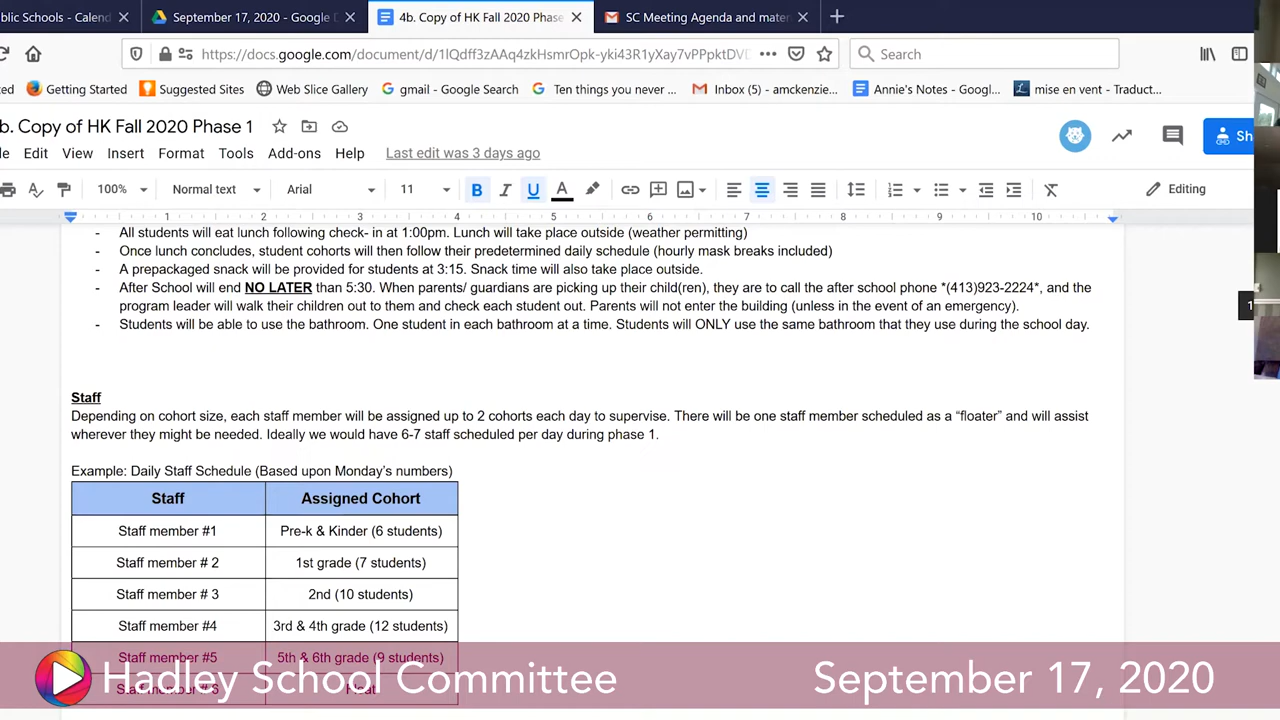 blic Schools - Calend
September 17, 2020 - Google D
4b. Copy of HK Fall 2020 Phase
SC Meeting Agenda and mater
https://docs.google.com/document/d/1lQdff3zAAq4zkHsmrOpk-yki43R1yXay7vPPpktDVD
Search
ed
Getting Started
Suggested Sites
Web Slice Gallery
gmail - Google Search
Ten things you never ...
Inbox (5) - amckenzie...
Annie's Notes - Googl...
mise en vent - Traduct...
b. Copy of HK Fall 2020 Phase 1
le Edit View Insert Format Tools Add-ons Help Last edit was 3 days ago
Sh
100% Normal text Arial 11 B I U A Editing
1 2 3 4 5 6 7 8 9 10
- All students will eat lunch following check- in at 1:00pm. Lunch will take place outside (weather permitting)
- Once lunch concludes, student cohorts will then follow their predetermined daily schedule (hourly mask breaks included)
- A prepackaged snack will be provided for students at 3:15. Snack time will also take place outside.
- After School will end NO LATER than 5:30. When parents/ guardians are picking up their child(ren), they are to call the after school phone *(413)923-2224*, and the
program leader will walk their children out to them and check each student out. Parents will not enter the building (unless in the event of an emergency).
- Students will be able to use the bathroom. One student in each bathroom at a time. Students will ONLY use the same bathroom that they use during the school day.
Staff
Depending on cohort size, each staff member will be assigned up to 2 cohorts each day to supervise. There will be one staff member scheduled as a “floater” and will assist
wherever they might be needed. Ideally we would have 6-7 staff scheduled per day during phase 1.
Example: Daily Staff Schedule (Based upon Monday’s numbers)
Staff Assigned Cohort
Staff member #1 Pre-k & Kinder (6 students)
Staff member # 2 1st grade (7 students)
Staff member # 3 2nd (10 students)
Staff member #4 3rd & 4th grade (12 students)
Staff member #5 5th & 6th grade (9 students)
Hadley School Committee
September 17, 2020